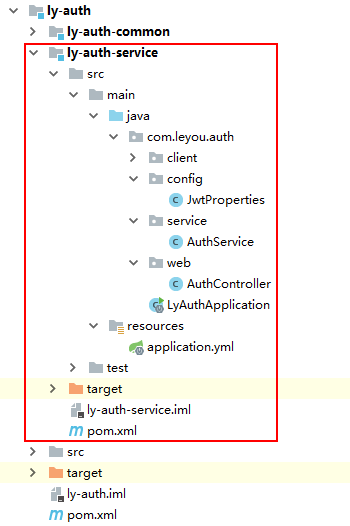 ly-auth
ly-auth-common
ly-auth-service
src
main
java
com.leyou.auth
client
config
JwtProperties
service
AuthService
web
AuthController
LyAuthApplication
resources
application.yml
test
target
ly-auth-service.iml
pom.xml
src
target
ly-auth.iml
pom.xml